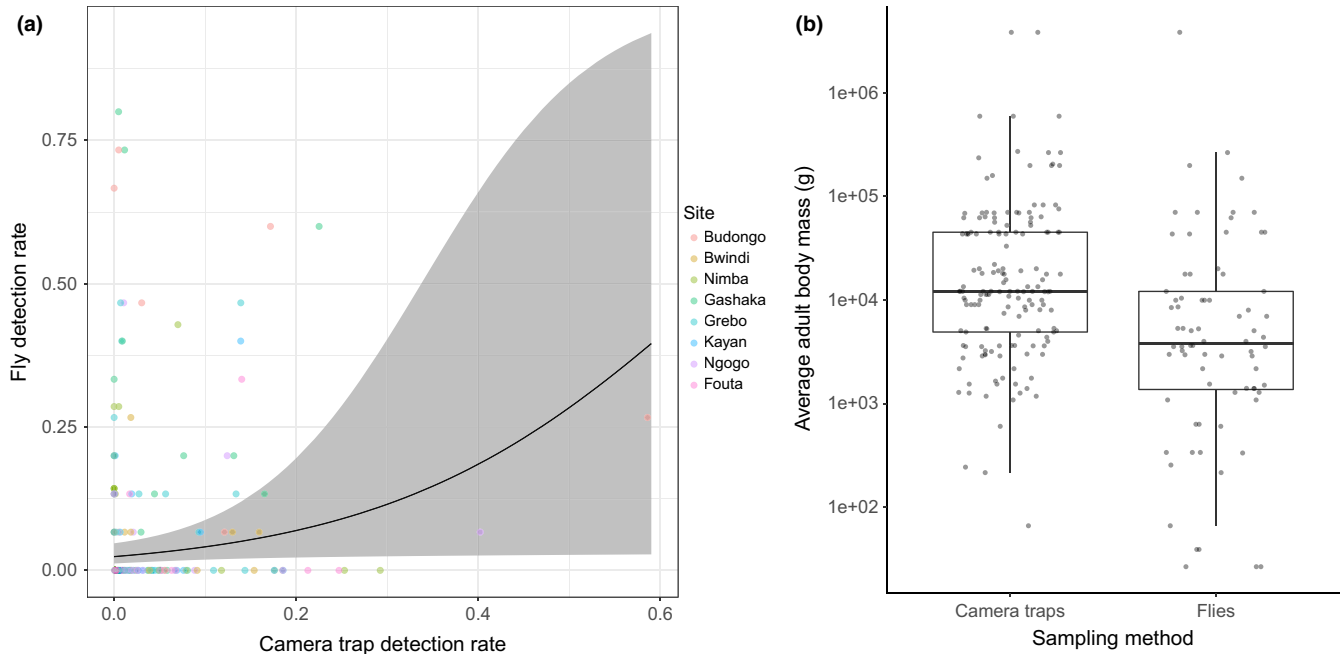 (a)
Fly detection rate
0.75
0.50
0.25
0.00
0.0 0.2 0.4 0.6
Camera trap detection rate
Site
Budongo
Bwindi
Nimba
Gashaka
Grebo
Kayan
Ngogo
Fouta
(b)
Average adult body mass (g)
1e+06
1e+05
1e+04
1e+03
1e+02
Camera traps Flies
Sampling method